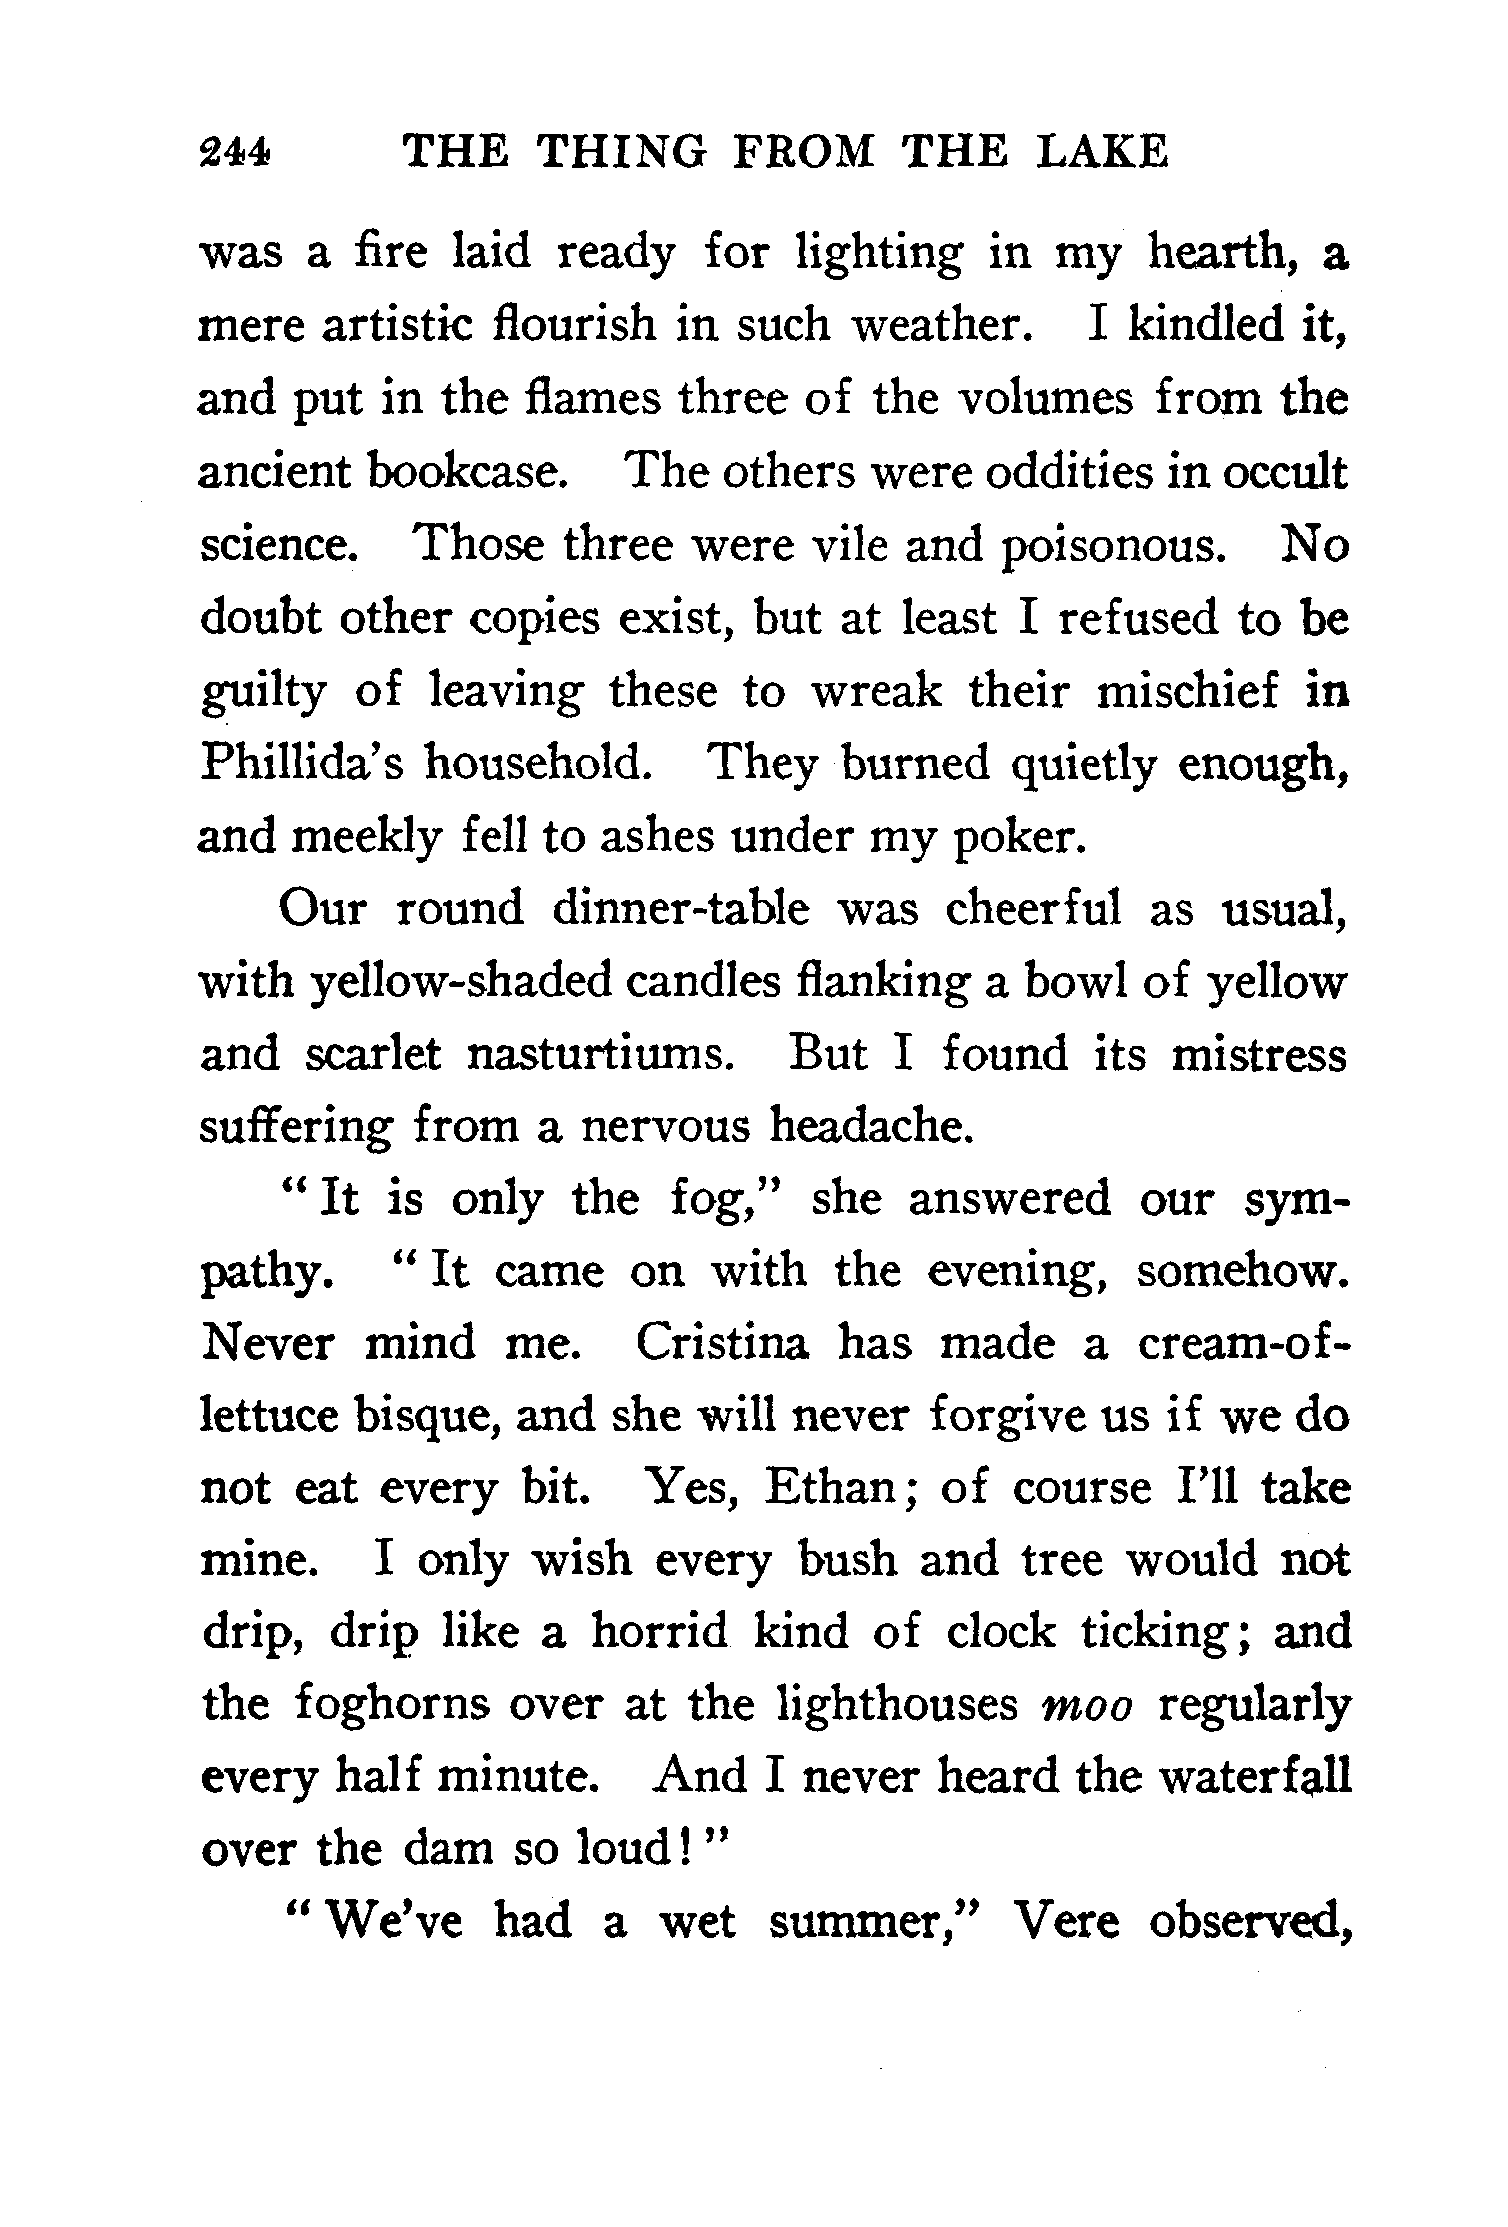 244 THE THING FROM THE LAKE
was a fire laid ready for lighting in my hearth, a
mere artistic flourish in such weather. I kindled it,
and put in the flames three of the volumes from the
ancient bookcase. The others were oddities in occult
science. Those three were vile and poisonous. No
doubt other copies exist, but at least I refused to be
guilty of leaving these to wreak their mischief in
Phillida's household. They burned quietly enough,
and meekly fell to ashes under my poker.
Our round dinner-table was cheerful as usual,
with yellow-shaded candles flanking a bowl of yellow
and scarlet nasturtiums. But I found its mistress
suffering from a nervous headache.
“ It is only the fog,” she answered our sym-
pathy. “ It came on with the evening, somehow.
Never mind me. Cristina has made a cream-of-
lettuce bisque, and she will never forgive us if we do
not eat every bit. Yes, Ethan; of course I'll take
mine. I only wish every bush and tree would not
drip, drip like a horrid kind of clock ticking; and
the foghorns over at the lighthouses moo regularly
every half minute. And I never heard the waterfall
over the dam so loud! ”
“ We've had a wet summer,” Vere observed,